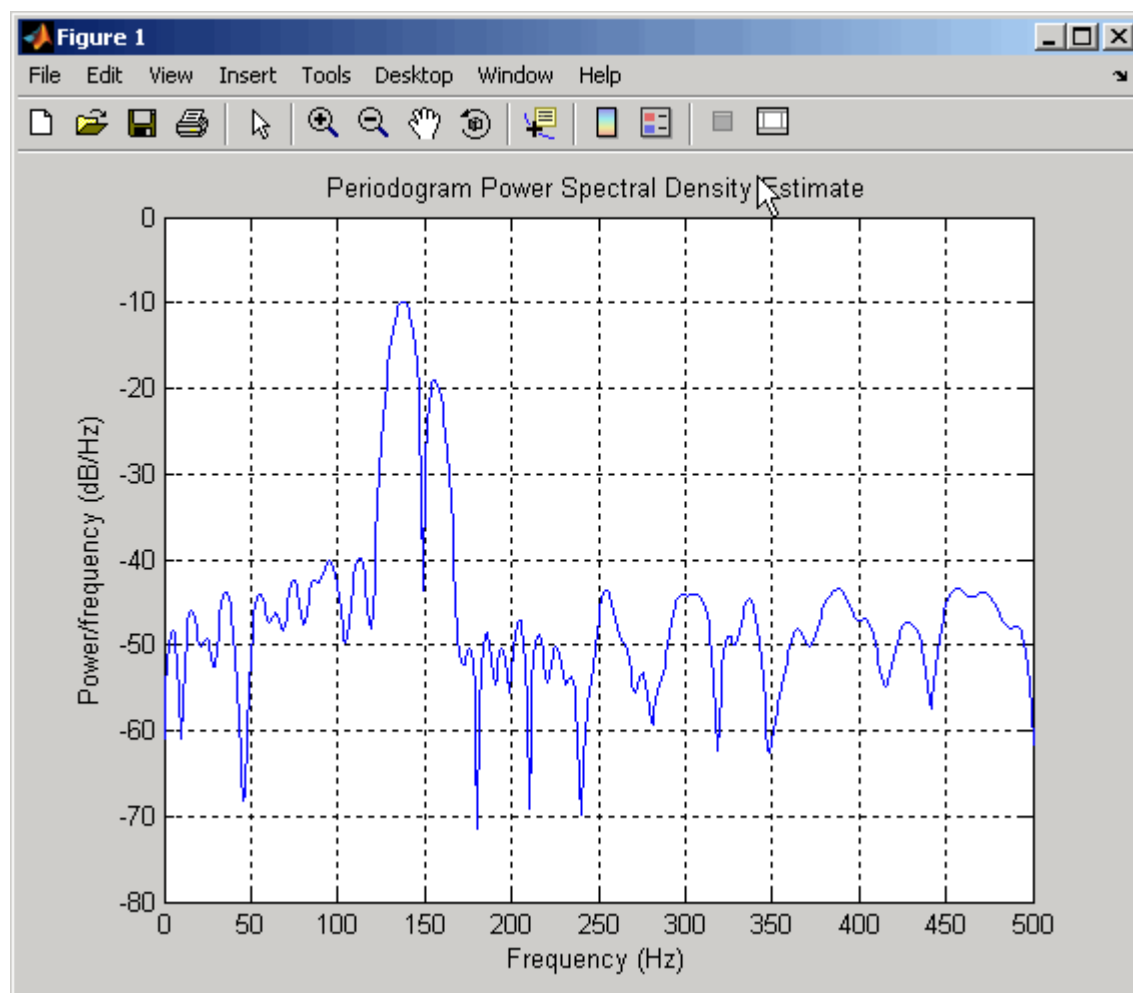 Figure 1
File Edit View Insert Tools Desktop Window Help
Periodogram Power Spectral Density Estimate
0
-10
-20
-30
-40
-50
-60
-70
-80
Power/frequency (dB/Hz)
0 50 100 150 200 250 300 350 400 450 500
Frequency (Hz)